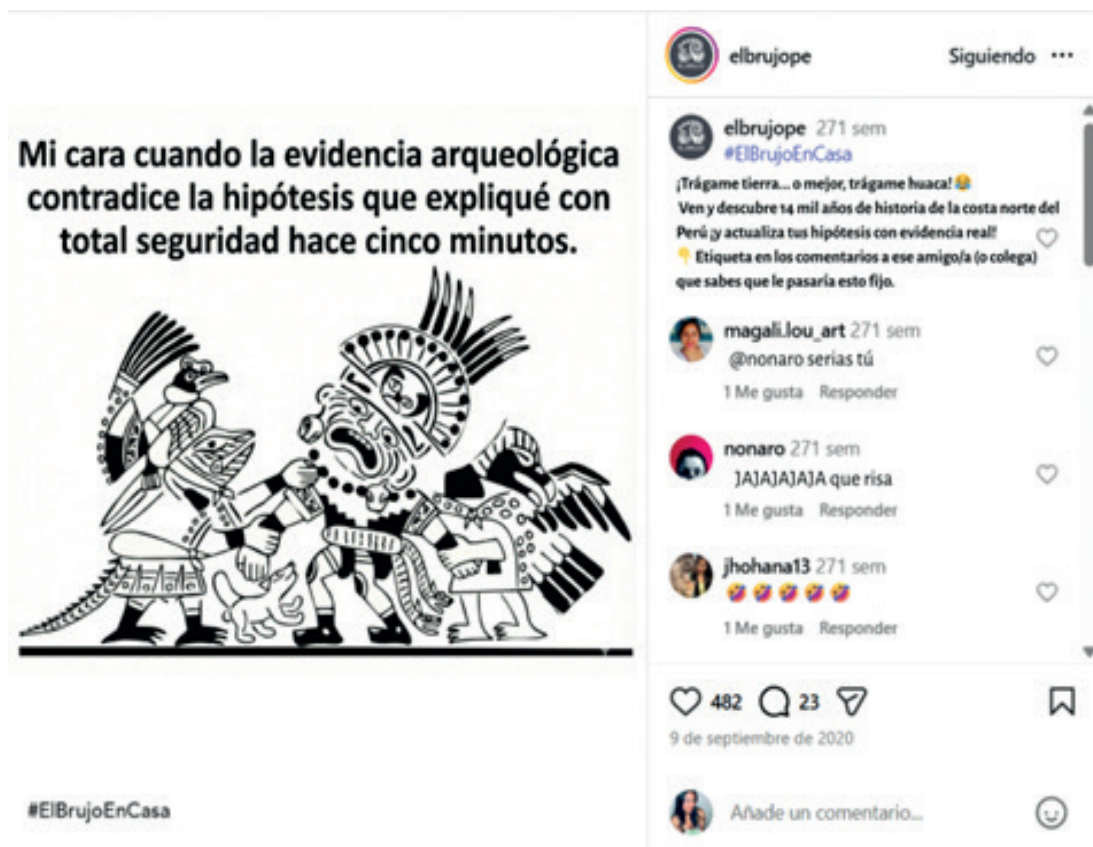 Mi cara cuando la evidencia arqueológica
contradice la hipótesis que expliqué con
total seguridad hace cinco minutos.
#ElBrujoEnCasa
elbrujope Siguiendo
elbrujope 271 sem
#ElBrujoEnCasa
¡Trágame tierra... o mejor, trágame huaca! 😂
Ven y descubre 14 mil años de historia de la costa norte del
Perú ¡y actualiza tus hipótesis con evidencia real!
👇 Etiqueta en los comentarios a ese amigo/a (o colega)
que sabes que le pasaría esto fijo.
magali.lou_art 271 sem
@nonaro serias tú
1 Me gusta Responder
nonaro 271 sem
JAJAJAJAJA que risa
1 Me gusta Responder
jhohana13 271 sem
🤣🤣🤣🤣🤣
1 Me gusta Responder
482 23
9 de septiembre de 2020
Añade un comentario...